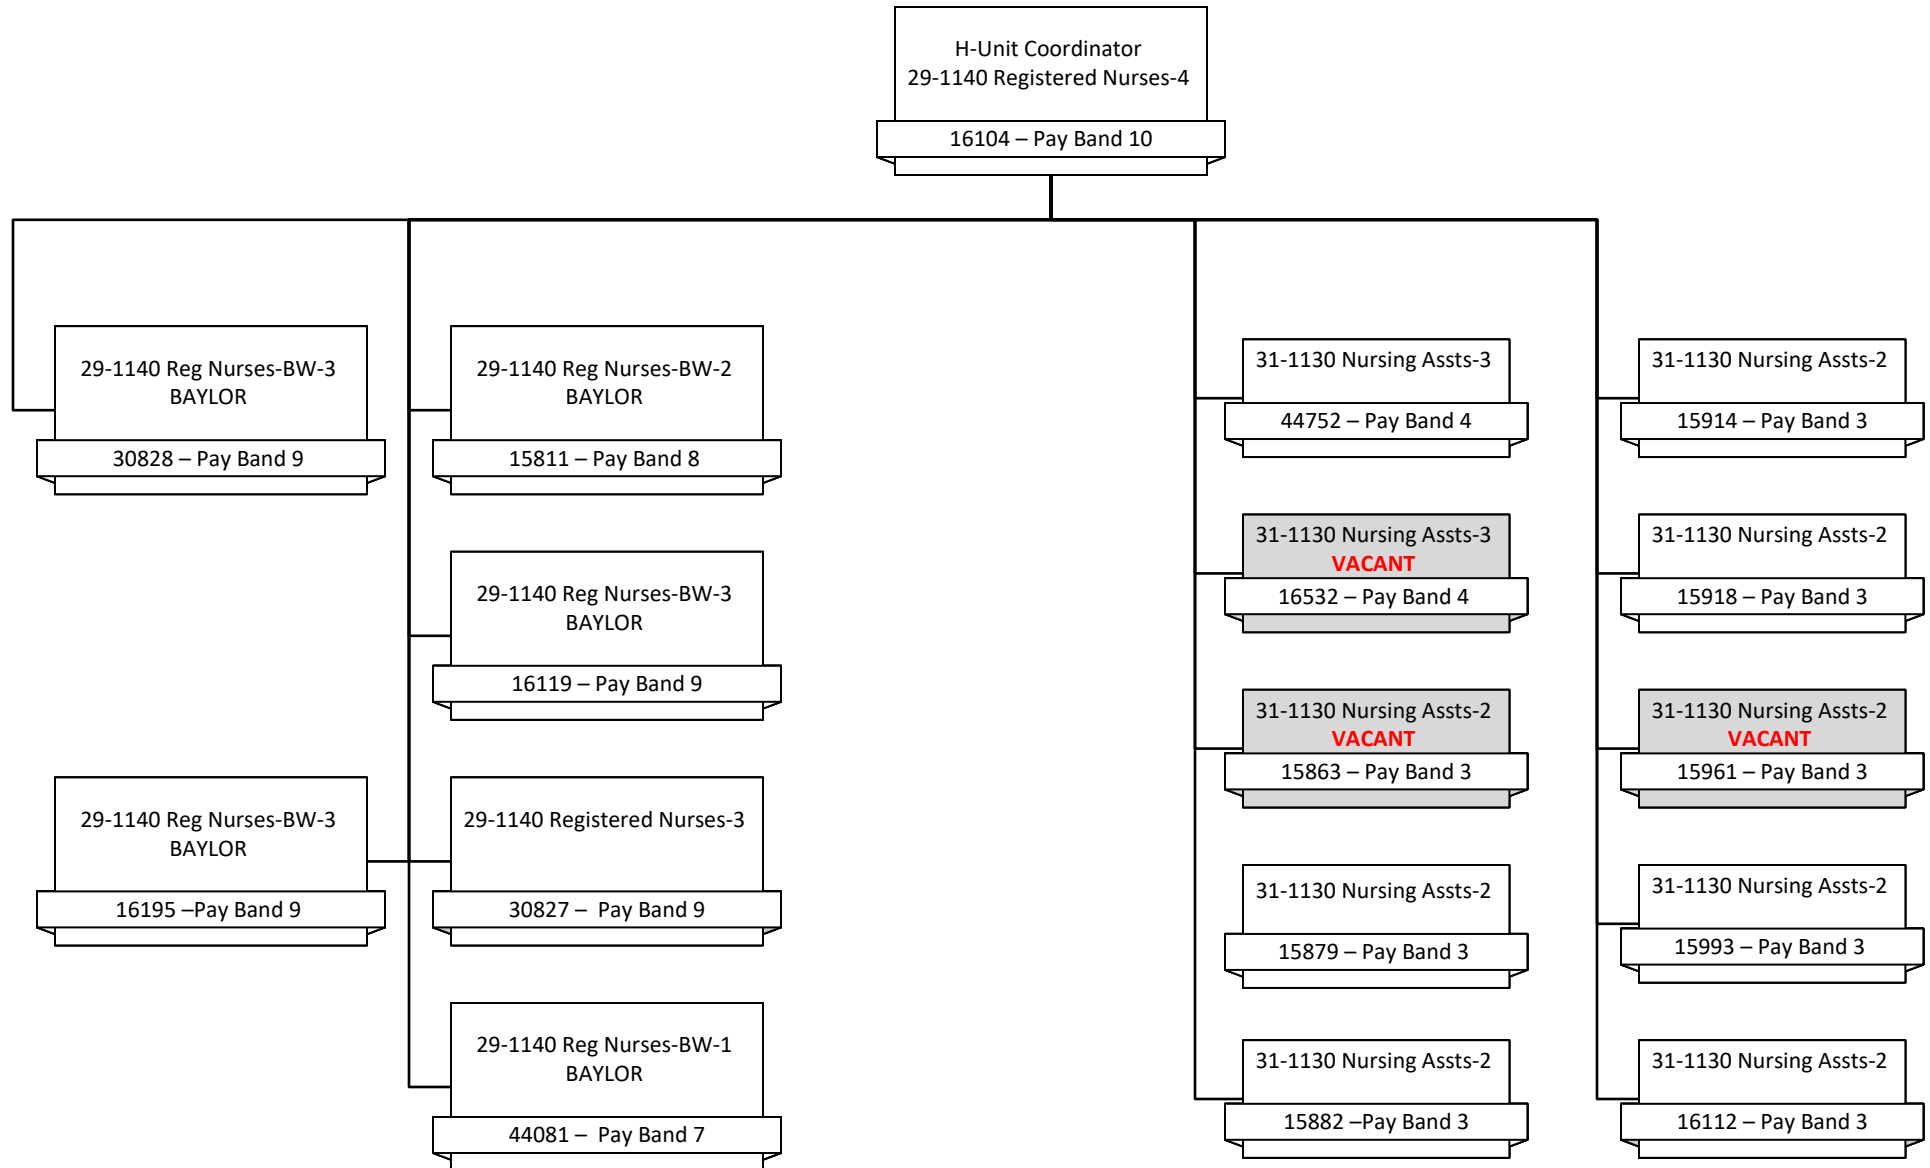 H-Unit Coordinator
29-1140 Registered Nurses-4
16104 – Pay Band 10
29-1140 Reg Nurses-BW-3
BAYLOR
30828 – Pay Band 9
29-1140 Reg Nurses-BW-2
BAYLOR
15811 – Pay Band 8
31-1130 Nursing Assts-3
44752 – Pay Band 4
31-1130 Nursing Assts-2
15914 – Pay Band 3
31-1130 Nursing Assts-3
VACANT
16532 – Pay Band 4
31-1130 Nursing Assts-2
15918 – Pay Band 3
29-1140 Reg Nurses-BW-3
BAYLOR
16119 – Pay Band 9
31-1130 Nursing Assts-2
VACANT
15863 – Pay Band 3
31-1130 Nursing Assts-2
VACANT
15961 – Pay Band 3
29-1140 Reg Nurses-BW-3
BAYLOR
16195 –Pay Band 9
29-1140 Registered Nurses-3
30827 –  Pay Band 9
31-1130 Nursing Assts-2
15879 – Pay Band 3
31-1130 Nursing Assts-2
15993 – Pay Band 3
29-1140 Reg Nurses-BW-1
BAYLOR
44081 –  Pay Band 7
31-1130 Nursing Assts-2
15882 –Pay Band 3
31-1130 Nursing Assts-2
16112 – Pay Band 3